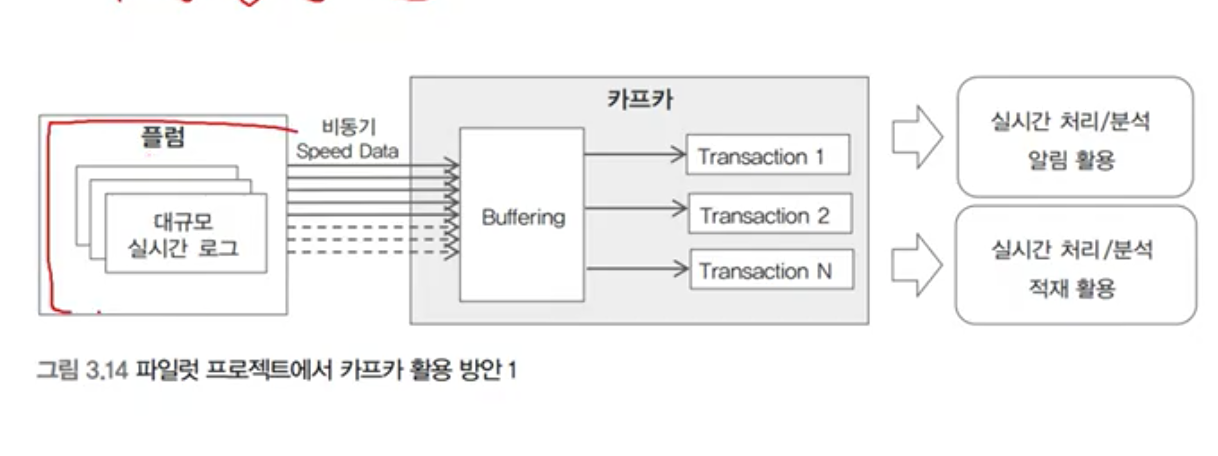 카프카
플럼
비동기
Speed Data
대규모
실시간 로그
Buffering
Transaction 1
Transaction 2
Transaction N
실시간 처리/분석
알림 활용
실시간 처리/분석
적재 활용
그림 3.14 파일럿 프로젝트에서 카프카 활용 방안 1